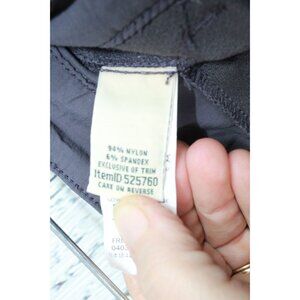 94% NYLON
6% SPANDEX
EXCLUSIVE OF TRIM
ItemID 525760
CARE ON REVERSE